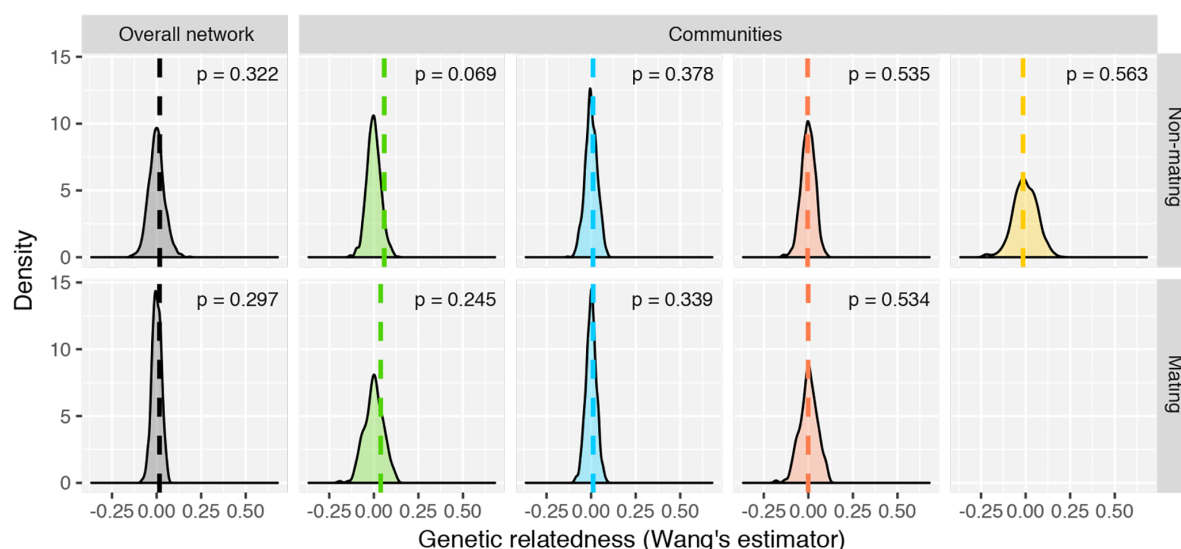 Overall network
Communities
15
10
5
0
p = 0.322
p = 0.069
p = 0.378
p = 0.535
p = 0.563
Non-mating
Density
15
10
5
0
p = 0.297
p = 0.245
p = 0.339
p = 0.534
Mating
-0.25 0.00 0.25 0.50
-0.25 0.00 0.25 0.50
-0.25 0.00 0.25 0.50
-0.25 0.00 0.25 0.50
-0.25 0.00 0.25 0.50
Genetic relatedness (Wang's estimator)